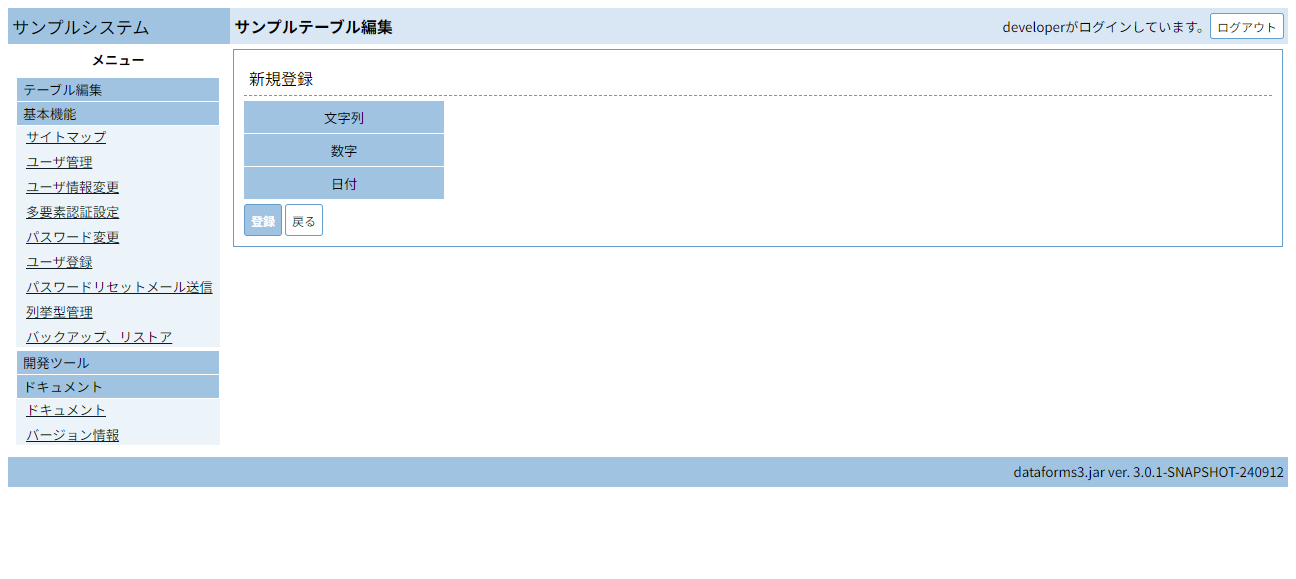 サンプルシステム
サンプルテーブル編集
developerがログインしています。 ログアウト
メニュー
テーブル編集
基本機能
サイトマップ
ユーザ管理
ユーザ情報変更
多要素認証設定
パスワード変更
ユーザ登録
パスワードリセットメール送信
列挙型管理
バックアップ、リストア
開発ツール
ドキュメント
ドキュメント
バージョン情報
新規登録
文字列
数字
日付
登録 戻る
dataforms3.jar ver. 3.0.1-SNAPSHOT-240912